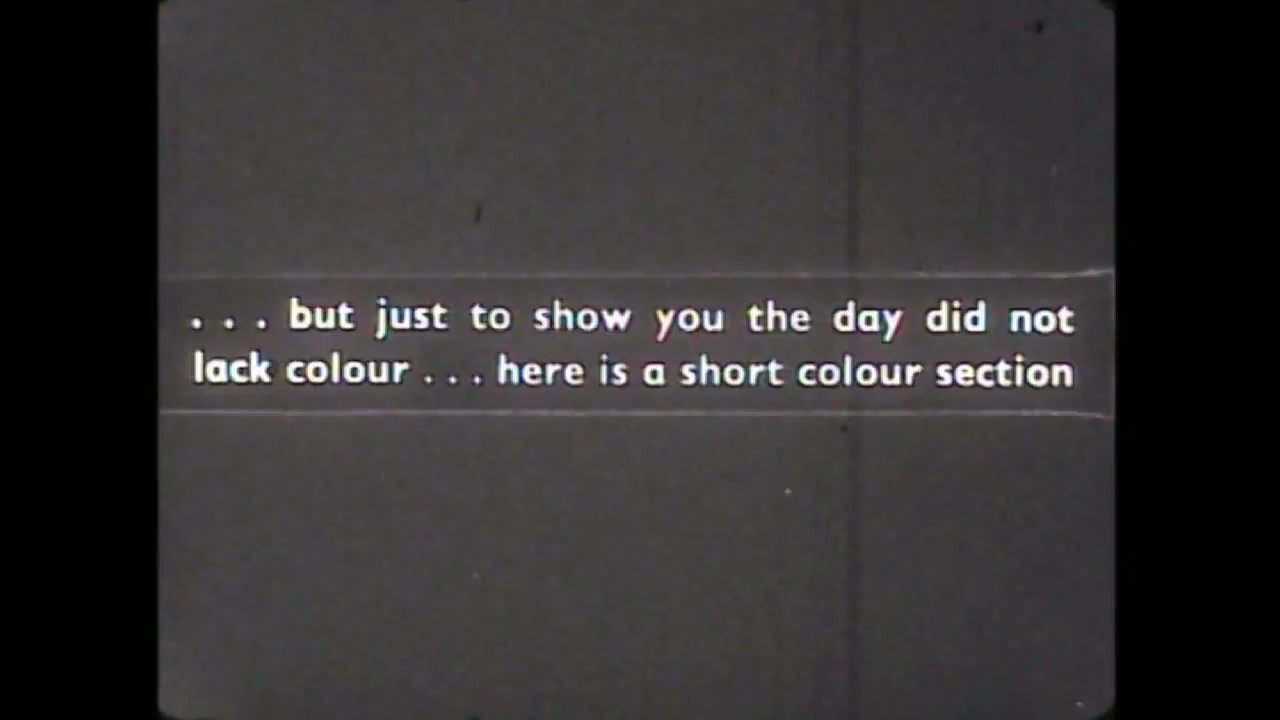 . . . but just to show you the day did not
lack colour . . . here is a short colour section